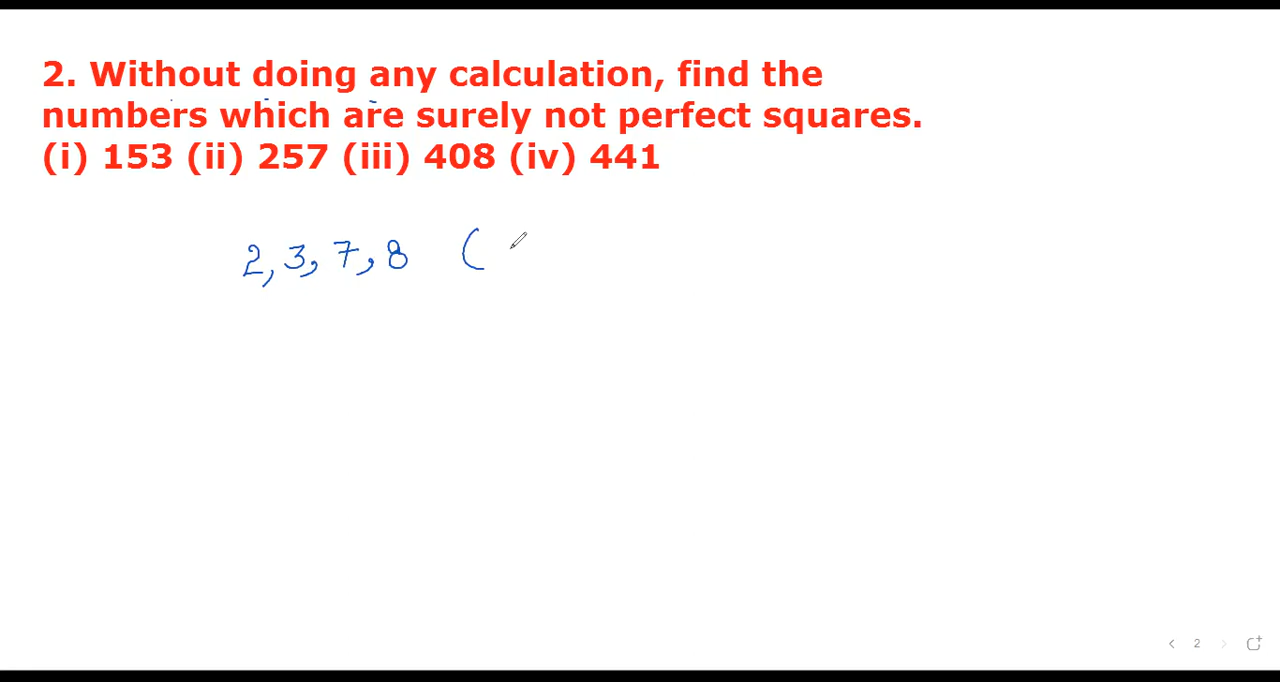 2. Without doing any calculation, find the
numbers which are surely not perfect squares.
(i) 153 (ii) 257 (iii) 408 (iv) 441
2, 3, 7, 8 (
2